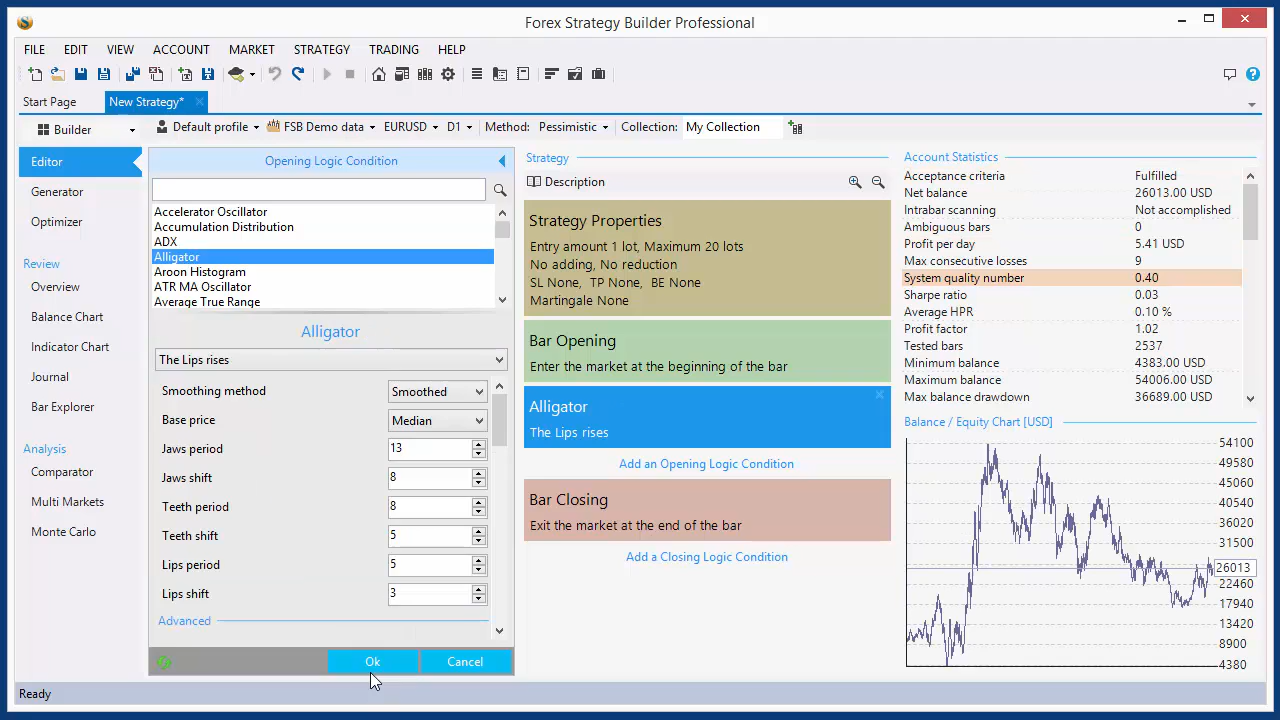 Forex Strategy Builder Professional
FILE EDIT VIEW ACCOUNT MARKET STRATEGY TRADING HELP
Start Page New Strategy*
Builder Default profile FSB Demo data EURUSD D1 Method: Pessimistic Collection: My Collection
Editor
Generator
Optimizer
Review
Overview
Balance Chart
Indicator Chart
Journal
Bar Explorer
Analysis
Comparator
Multi Markets
Monte Carlo
Opening Logic Condition
Accelerator Oscillator
Accumulation Distribution
ADX
Alligator
Aroon Histogram
ATR MA Oscillator
Average True Range
Alligator
The Lips rises
Smoothing method Smoothed
Base price Median
Jaws period 13
Jaws shift 8
Teeth period 8
Teeth shift 5
Lips period 5
Lips shift 3
Advanced
Ok Cancel
Strategy
Description
Strategy Properties
Entry amount 1 lot, Maximum 20 lots
No adding, No reduction
SL None, TP None, BE None
Martingale None
Bar Opening
Enter the market at the beginning of the bar
Alligator
The Lips rises
Add an Opening Logic Condition
Bar Closing
Exit the market at the end of the bar
Add a Closing Logic Condition
Account Statistics
Acceptance criteria Fulfilled
Net balance 26013.00 USD
Intrabar scanning Not accomplished
Ambiguous bars 0
Profit per day 5.41 USD
Max consecutive losses 9
System quality number 0.40
Sharpe ratio 0.03
Average HPR 0.10 %
Profit factor 1.02
Tested bars 2537
Minimum balance 4383.00 USD
Maximum balance 54006.00 USD
Max balance drawdown 36689.00 USD
Balance / Equity Chart [USD]
54100
49580
45060
40540
36020
31500
26013
22460
17940
13420
8900
4380
Ready